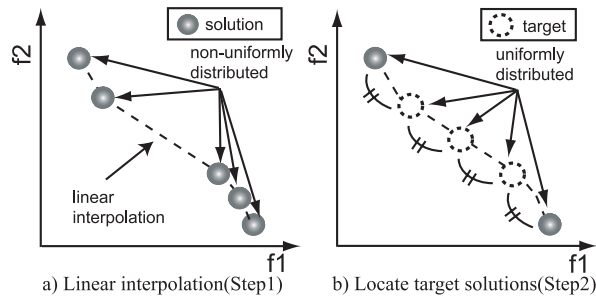 solution
non-uniformly
distributed
f2
linear
interpolation
f1
a) Linear interpolation(Step1)
target
uniformly
distributed
f2
f1
b) Locate target solutions(Step2)